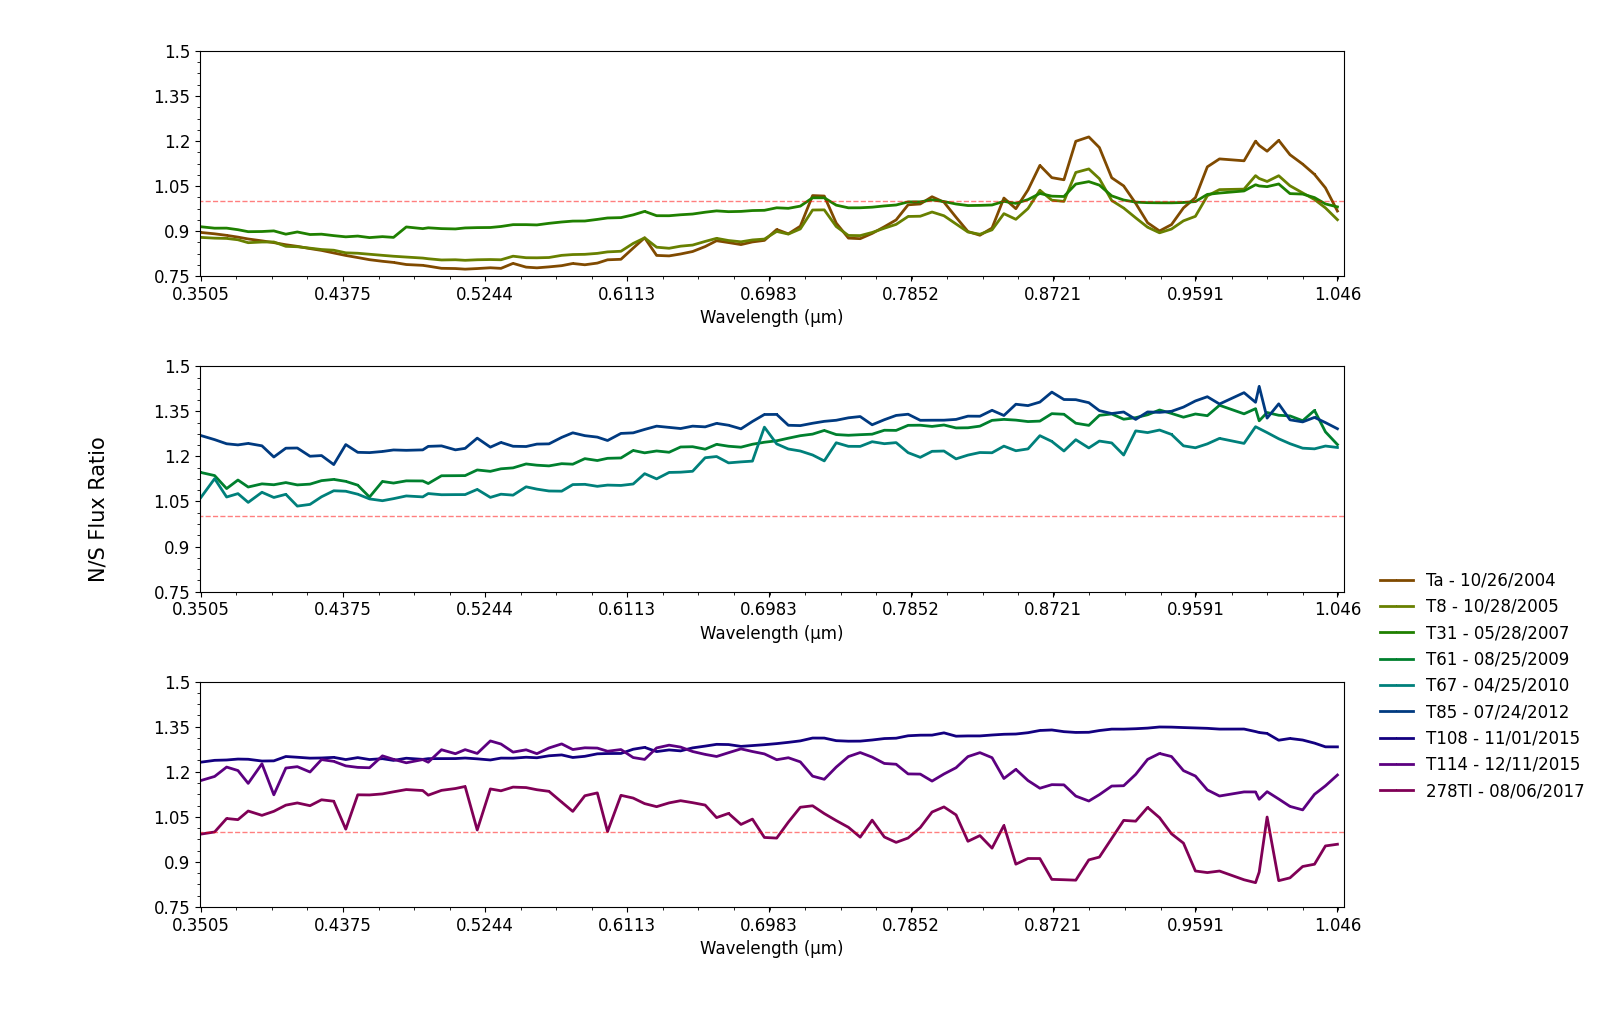 1.5
1.35
1.2
1.05
0.9
0.75
0.3505 0.4375 0.5244 0.6113 0.6983 0.7852 0.8721 0.9591 1.046
Wavelength (μm)
1.5
1.35
1.2
1.05
0.9
0.75
0.3505 0.4375 0.5244 0.6113 0.6983 0.7852 0.8721 0.9591 1.046
Wavelength (μm)
N/S Flux Ratio
1.5
1.35
1.2
1.05
0.9
0.75
0.3505 0.4375 0.5244 0.6113 0.6983 0.7852 0.8721 0.9591 1.046
Wavelength (μm)
Ta - 10/26/2004
T8 - 10/28/2005
T31 - 05/28/2007
T61 - 08/25/2009
T67 - 04/25/2010
T85 - 07/24/2012
T108 - 11/01/2015
T114 - 12/11/2015
278TI - 08/06/2017